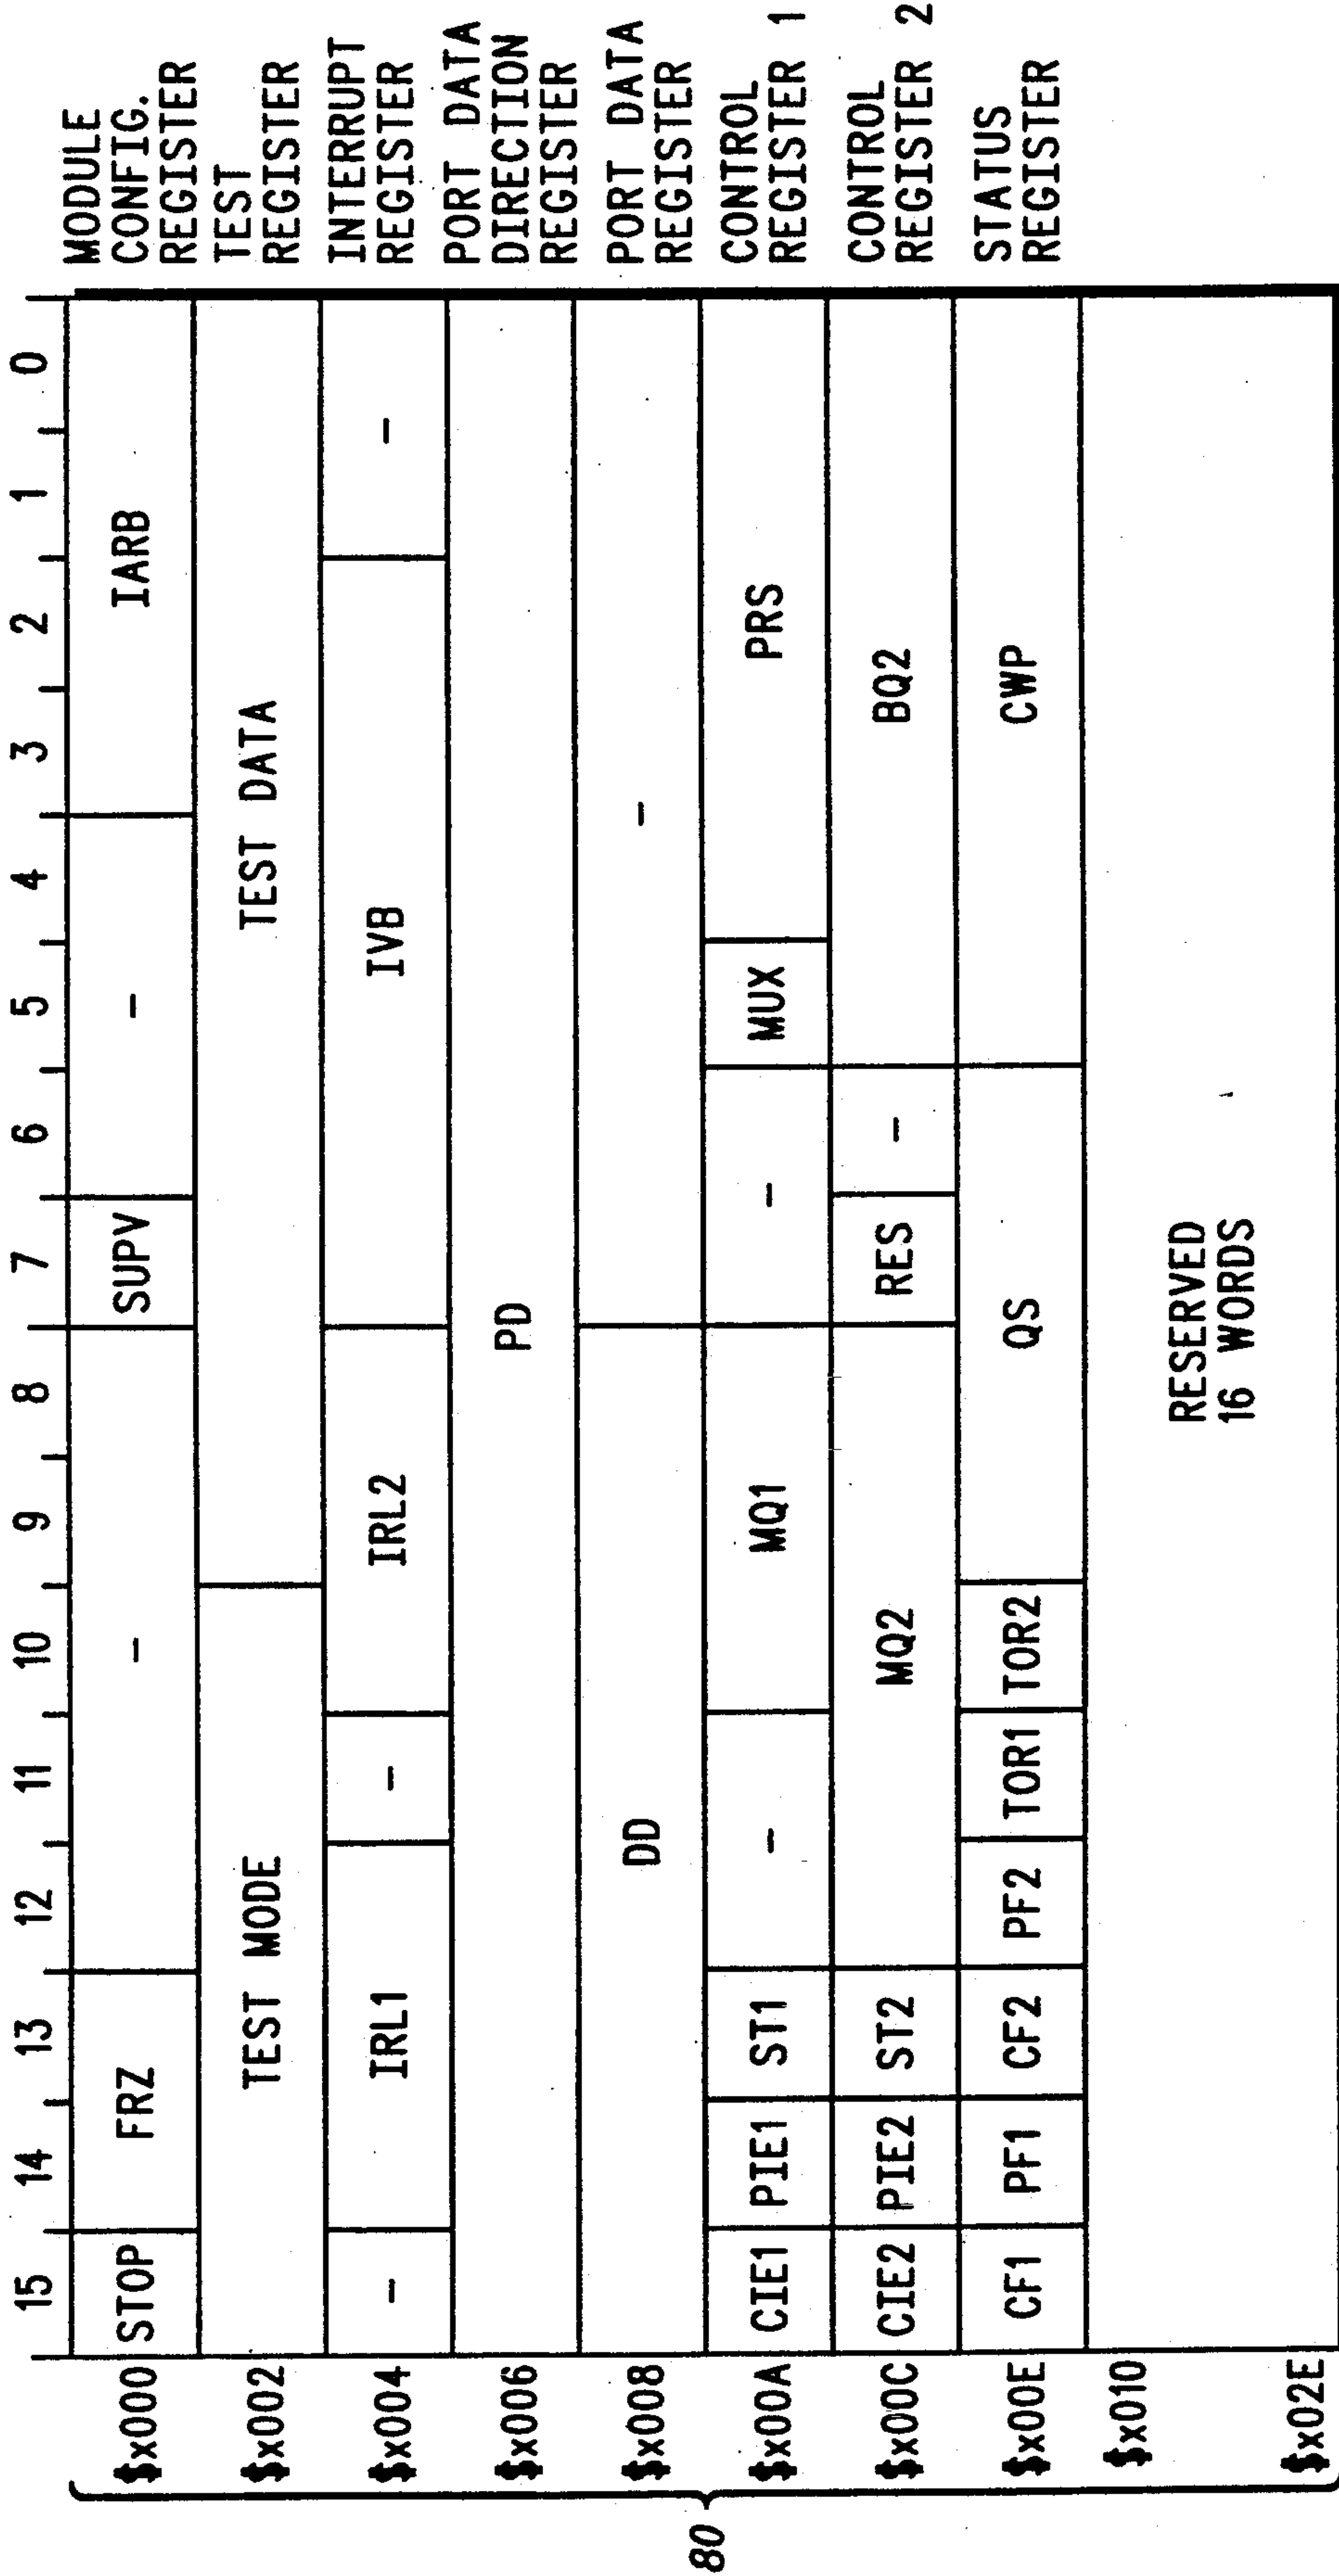 15 14 13 12 11 10 9 8 7 6 5 4 3 2 1 0
$x000 STOP FRZ – SUPV – IARB MODULE CONFIG. REGISTER
$x002 TEST MODE TEST DATA TEST REGISTER
$x004 – IRL1 – IRL2 IVB – INTERRUPT REGISTER
$x006 PD PORT DATA DIRECTION REGISTER
$x008 DD – PORT DATA REGISTER
$x00A CIE1 PIE1 ST1 – MQ1 – MUX PRS CONTROL REGISTER 1
$x00C CIE2 PIE2 ST2 MQ2 RES – BQ2 CONTROL REGISTER 2
$x00E CF1 PF1 CF2 PF2 TOR1 TOR2 QS CWP STATUS REGISTER
$x010
RESERVED
16 WORDS
$x02E
80